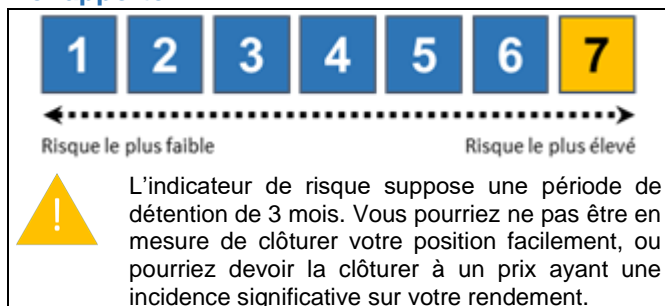 1 2 3 4 5 6 7
Risque le plus faible Risque le plus élevé
!
L’indicateur de risque suppose une période de
détention de 3 mois. Vous pourriez ne pas être en
mesure de clôturer votre position facilement, ou
pourriez devoir la clôturer à un prix ayant une
incidence significative sur votre rendement.